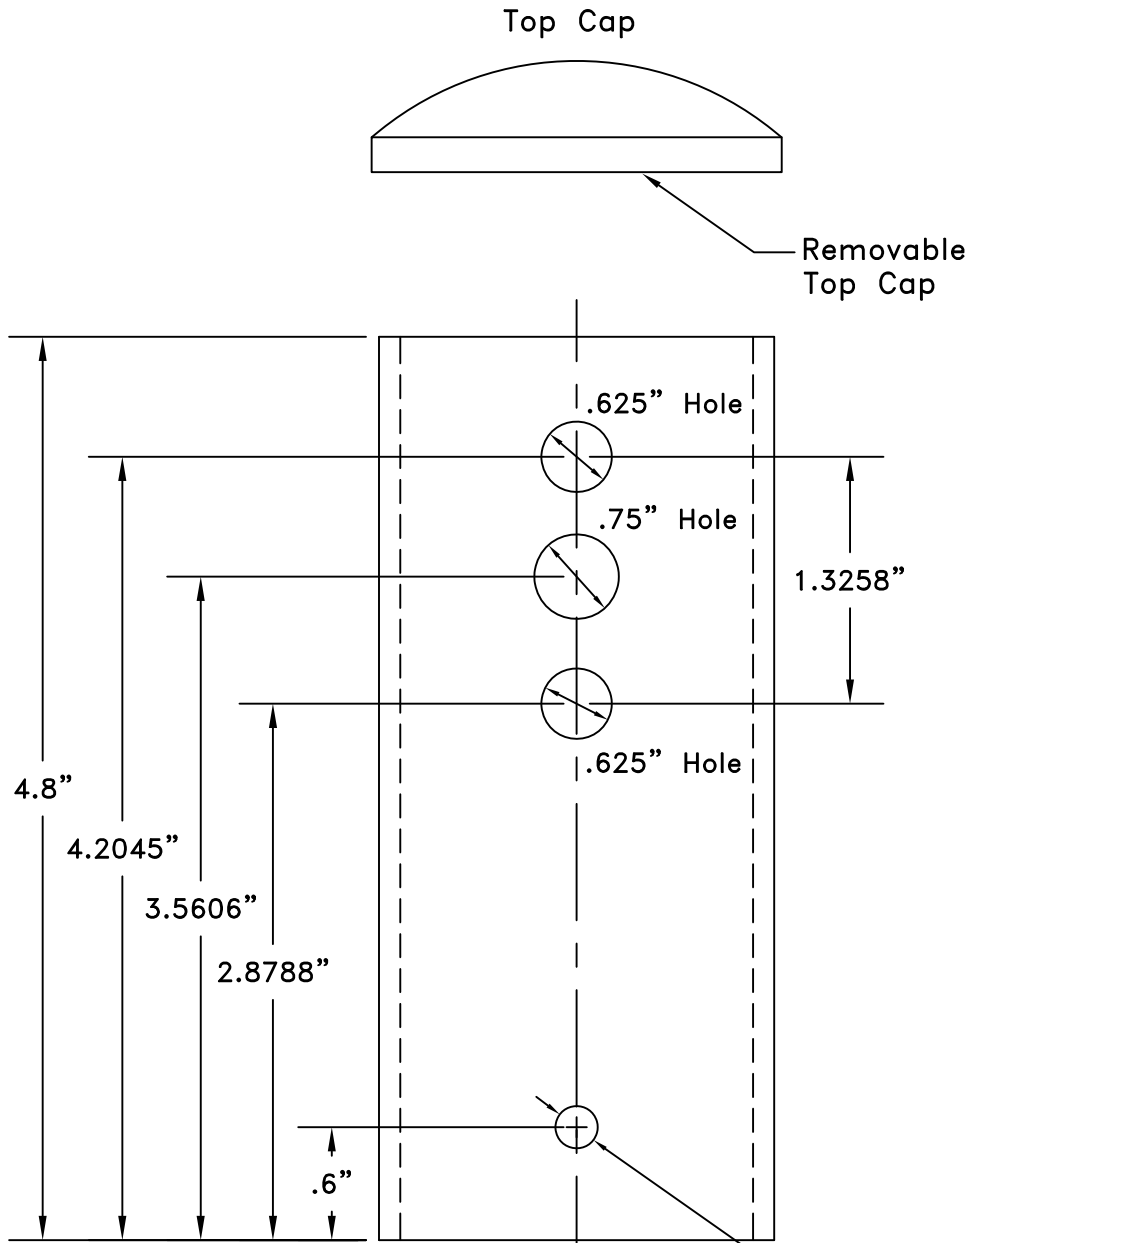 Top Cap
Removable
Top Cap
.625” Hole
.75” Hole
1.3258”
.625” Hole
4.8”
4.2045”
3.5606”
2.8788”
.6”